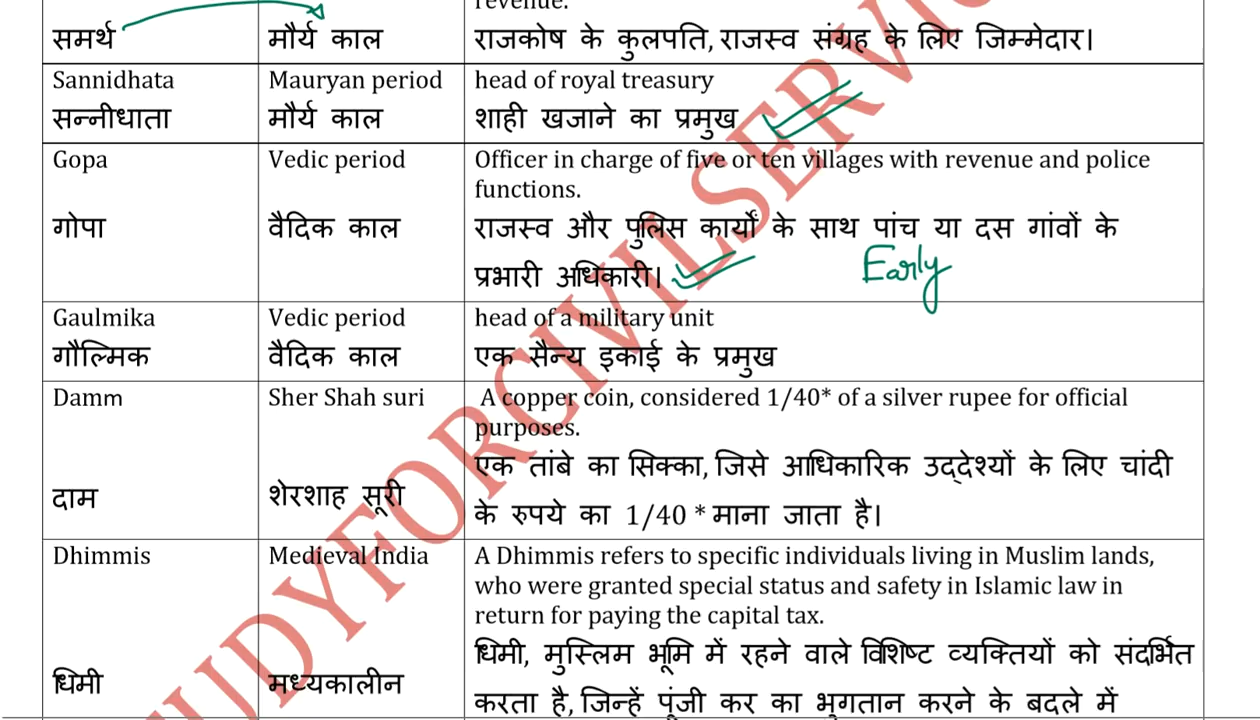 revenue.
समर्थ मौर्य काल राजकोष के कुलपति, राजस्व संग्रह के लिए जिम्मेदार।
Sannidhata Mauryan period head of royal treasury
सन्नीधाता मौर्य काल शाही खजाने का प्रमुख
Gopa Vedic period Officer in charge of five or ten villages with revenue and police
functions.
गोपा वैदिक काल राजस्व और पुलिस कार्यों के साथ पांच या दस गांवों के
प्रभारी अधिकारी।
Early
Gaulmika Vedic period head of a military unit
गौल्मिक वैदिक काल एक सैन्य इकाई के प्रमुख
Damm Sher Shah suri A copper coin, considered 1/40* of a silver rupee for official
purposes.
एक तांबे का सिक्का, जिसे आधिकारिक उद्देश्यों के लिए चांदी
दाम शेरशाह सूरी के रुपये का 1/40 * माना जाता है।
Dhimmis Medieval India A Dhimmis refers to specific individuals living in Muslim lands,
who were granted special status and safety in Islamic law in
return for paying the capital tax.
धिमी, मुस्लिम भूमि में रहने वाले विशिष्ट व्यक्तियों को संदर्भित
धिमी मध्यकालीन करता है, जिन्हें पूंजी कर का भुगतान करने के बदले में
UDYFORCIVILSERVIC